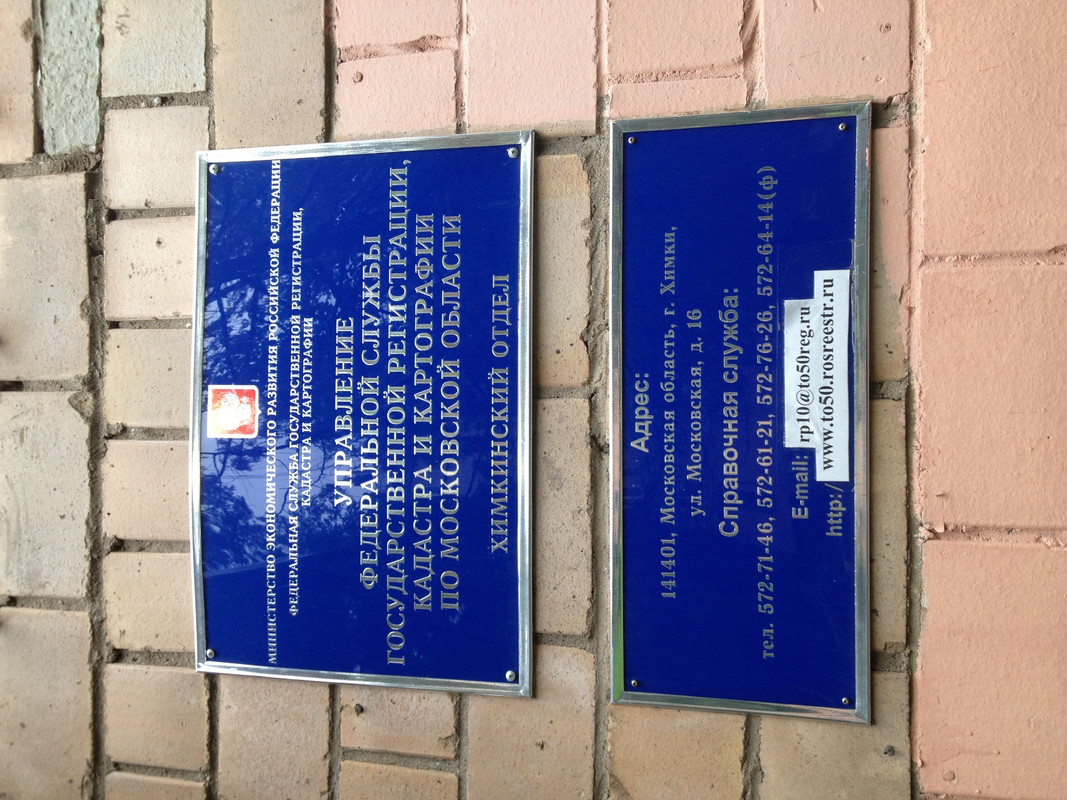 МИНИСТЕРСТВО ЭКОНОМИЧЕСКОГО РАЗВИТИЯ РОССИЙСКОЙ ФЕДЕРАЦИИ
ФЕДЕРАЛЬНАЯ СЛУЖБА ГОСУДАРСТВЕННОЙ РЕГИСТРАЦИИ,
КАДАСТРА И КАРТОГРАФИИ
УПРАВЛЕНИЕ
ФЕДЕРАЛЬНОЙ СЛУЖБЫ
ГОСУДАРСТВЕННОЙ РЕГИСТРАЦИИ,
КАДАСТРА И КАРТОГРАФИИ
ПО МОСКОВСКОЙ ОБЛАСТИ
ХИМКИНСКИЙ ОТДЕЛ
Адрес:
141401, Московская область, г. Химки,
ул. Московская, д. 16
Справочная служба:
тел. 572-71-46, 572-61-21, 572-76-26, 572-64-14(ф)
E-mail: rp10@to50reg.ru
http:/ www.to50.rosrestr.ru